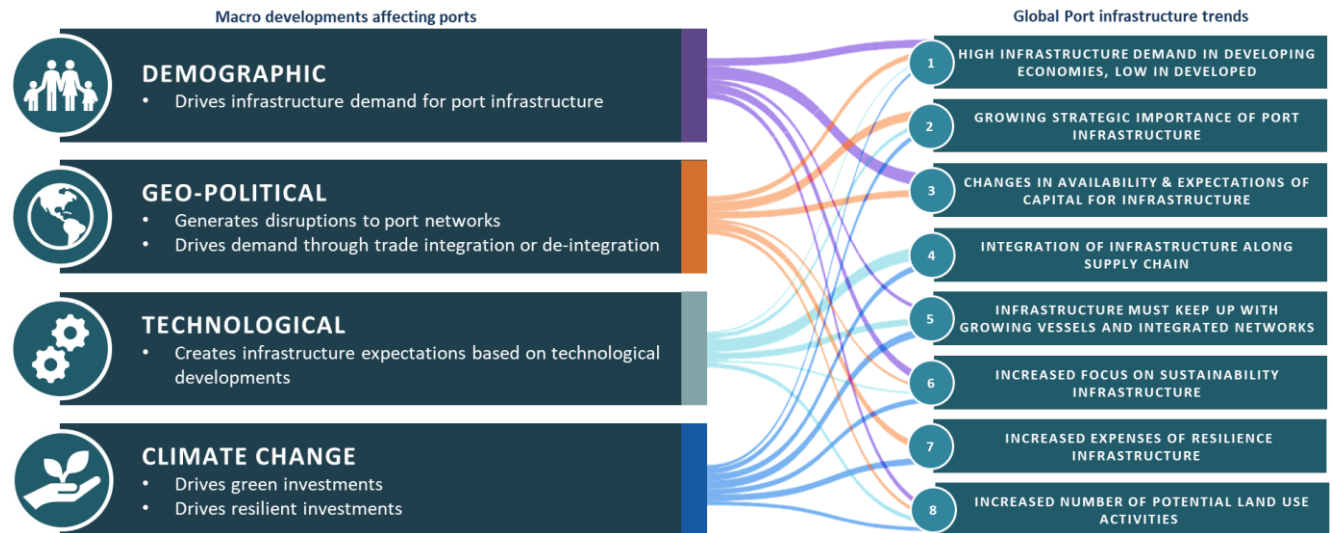 Macro developments affecting ports
DEMOGRAPHIC
• Drives infrastructure demand for port infrastructure
GEO-POLITICAL
• Generates disruptions to port networks
• Drives demand through trade integration or de-integration
TECHNOLOGICAL
• Creates infrastructure expectations based on technological
developments
CLIMATE CHANGE
• Drives green investments
• Drives resilient investments
Global Port infrastructure trends
1
HIGH INFRASTRUCTURE DEMAND IN DEVELOPING
ECONOMIES, LOW IN DEVELOPED
2
GROWING STRATEGIC IMPORTANCE OF PORT
INFRASTRUCTURE
3
CHANGES IN AVAILABILITY & EXPECTATIONS OF
CAPITAL FOR INFRASTRUCTURE
4
INTEGRATION OF INFRASTRUCTURE ALONG
SUPPLY CHAIN
5
INFRASTRUCTURE MUST KEEP UP WITH
GROWING VESSELS AND INTEGRATED NETWORKS
6
INCREASED FOCUS ON SUSTAINABILITY
INFRASTRUCTURE
7
INCREASED EXPENSES OF RESILIENCE
INFRASTRUCTURE
8
INCREASED NUMBER OF POTENTIAL LAND USE
ACTIVITIES